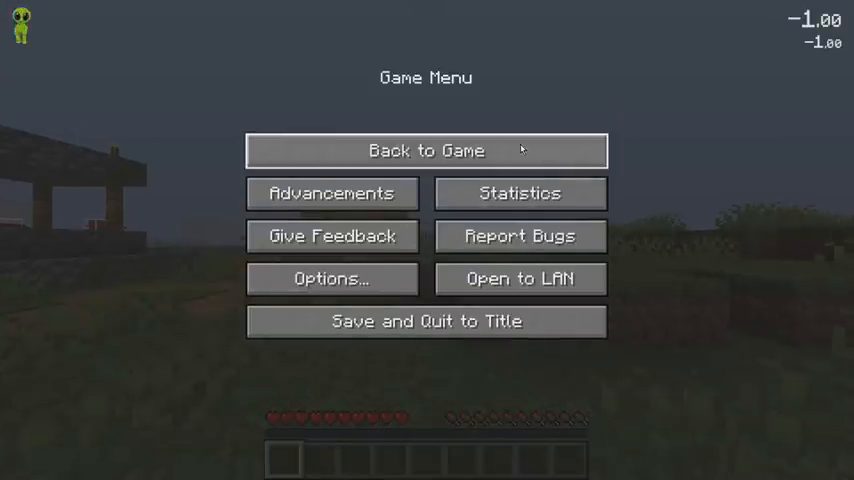 -1.00
-1.00
Game Menu
Back to Game
Advancements
Statistics
Give Feedback
Report Bugs
Options...
Open to LAN
Save and Quit to Title